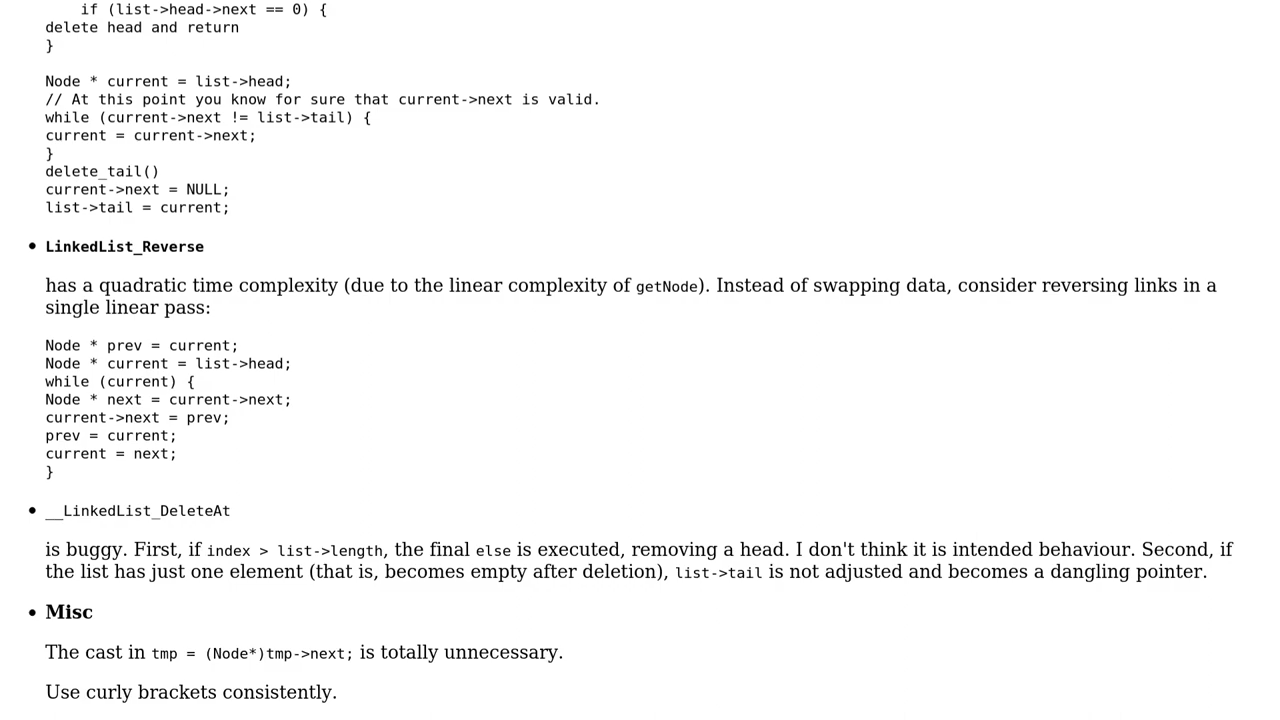 if (list->head->next == 0) {
delete head and return
}
Node * current = list->head;
// At this point you know for sure that current->next is valid.
while (current->next != list->tail) {
current = current->next;
}
delete_tail()
current->next = NULL;
list->tail = current;
• LinkedList_Reverse
has a quadratic time complexity (due to the linear complexity of getNode). Instead of swapping data, consider reversing links in a
single linear pass:
Node * prev = current;
Node * current = list->head;
while (current) {
Node * next = current->next;
current->next = prev;
prev = current;
current = next;
}
• __LinkedList_DeleteAt
is buggy. First, if index > list->length, the final else is executed, removing a head. I don't think it is intended behaviour. Second, if
the list has just one element (that is, becomes empty after deletion), list->tail is not adjusted and becomes a dangling pointer.
• Misc
The cast in tmp = (Node*)tmp->next; is totally unnecessary.
Use curly brackets consistently.